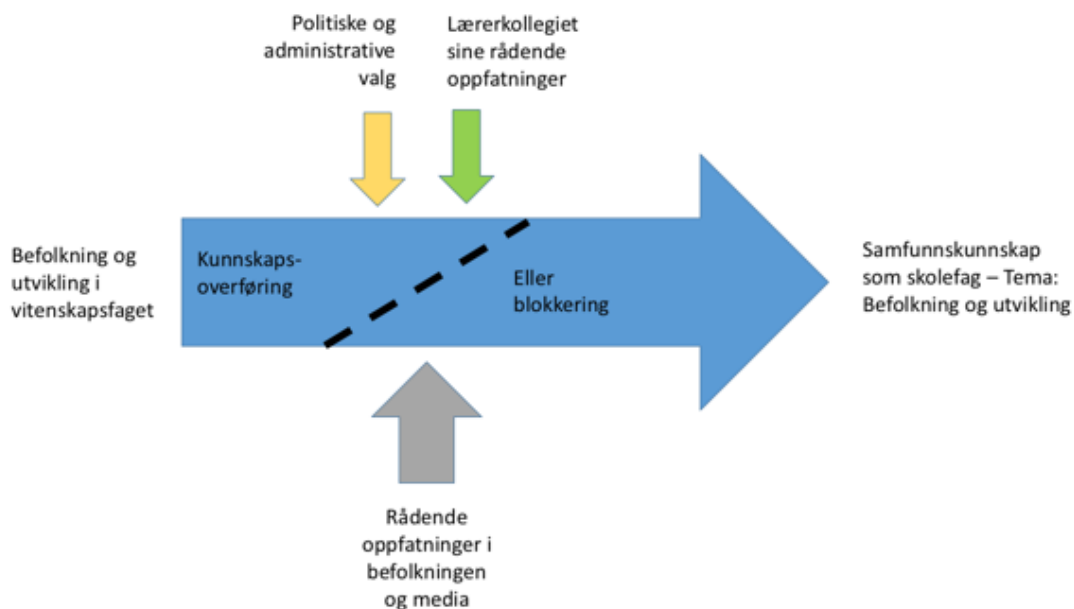 Politiske og
administrative
valg
Lærerkollegiet
sine rådende
oppfatninger
Befolkning og
utvikling i
vitenskapsfaget
Kunnskaps-
overføring
Eller
blokkering
Samfunnskunnskap
som skolefag – Tema:
Befolkning og utvikling
Rådende
oppfatninger i
befolkningen
og media